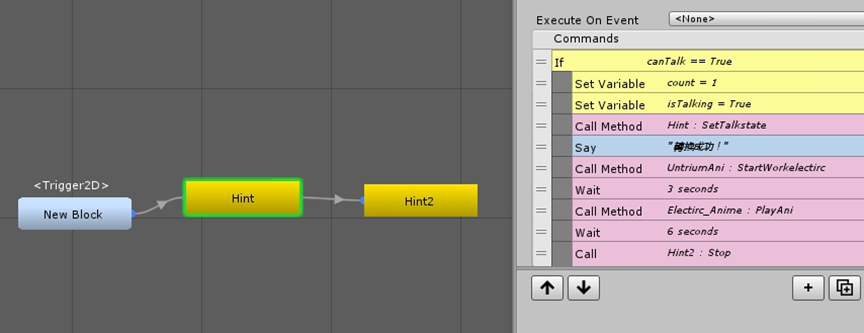 <Trigger2D>
New Block
Hint
Hint2
Execute On Event <None>
Commands
If canTalk == True
Set Variable count = 1
Set Variable isTalking = True
Call Method Hint : SetTalkstate
Say "轉換成功！"
Call Method UntriumAni : StartWorkelectirc
Wait 3 seconds
Call Method Electirc_Anime : PlayAni
Wait 6 seconds
Call Hint2 : Stop